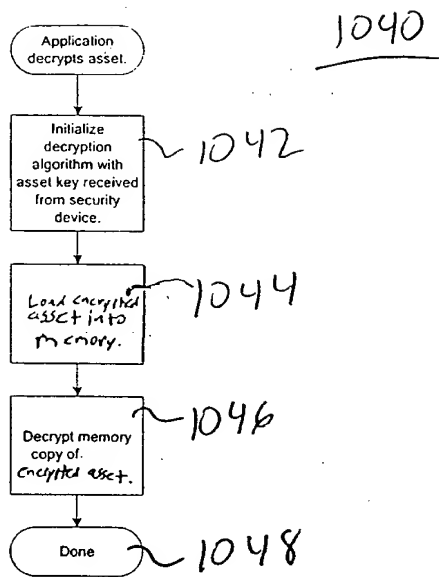 1040
Application
decrypts asset.
Initialize
decryption
algorithm with
asset key received
from security
device.
1042
Load encrypted
asset into
memory.
1044
Decrypt memory
copy of
encrypted asset.
1046
Done
1048